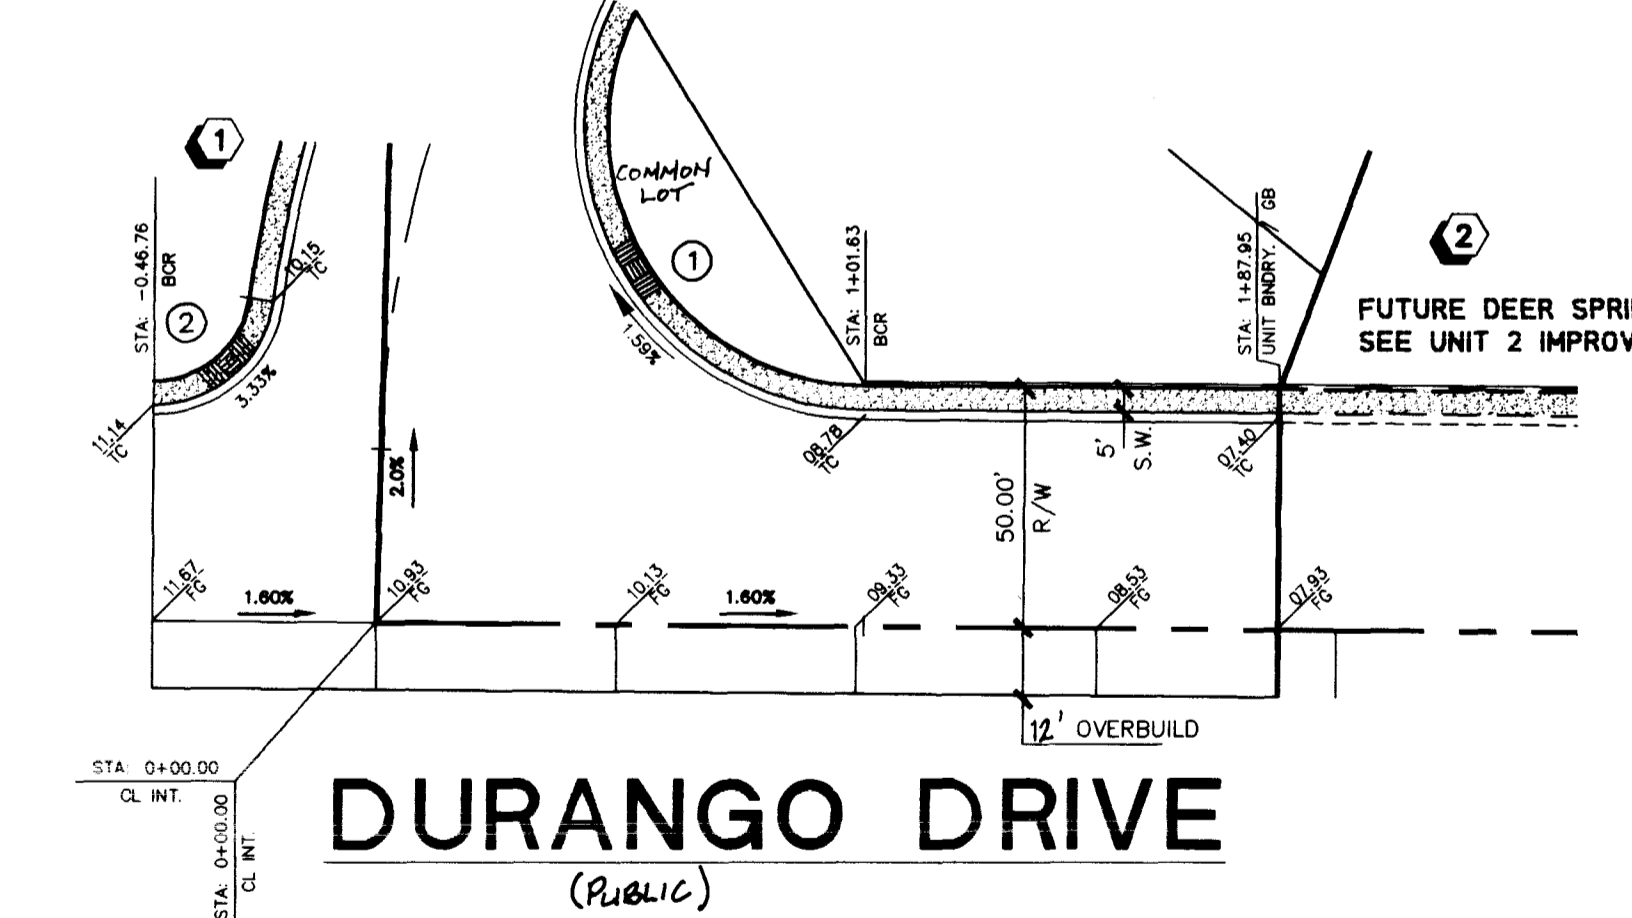 1
STA: -0.46.76
BCR
2
10.15
TC
3.33%
11.14
TC
COMMON
LOT
1
1.59%
STA: 1+01.63
BCR
STA: 1+87.95
GB
UNIT BNDRY.
2
FUTURE DEER SPRI
SEE UNIT 2 IMPROV
2.0%
08.78
TC
5'
S.W.
07.40
TC
50.00'
R/W
11.67
FG
1.60%
10.93
FG
10.13
FG
1.60%
09.33
FG
08.53
FG
07.93
FG
12' OVERBUILD
STA: 0+00.00
CL INT.
STA: 0+00.00
CL INT.
DURANGO DRIVE
(PUBLIC)